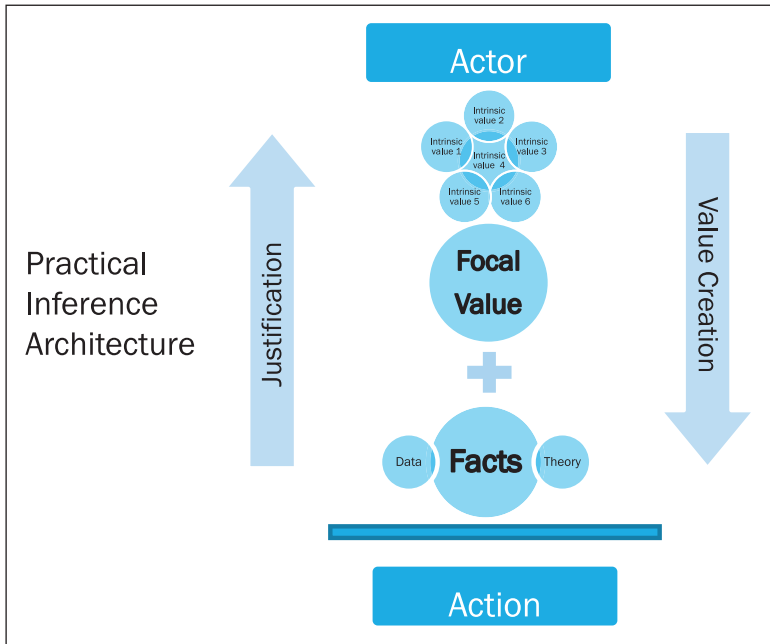 Actor
Intrinsic
value 2
Intrinsic
value 1
Intrinsic
value 3
Intrinsic
value 4
Intrinsic
value 5
Intrinsic
value 6
Focal
Value
Practical
Inference
Architecture
Justification
Value Creation
Data
Facts
Theory
Action